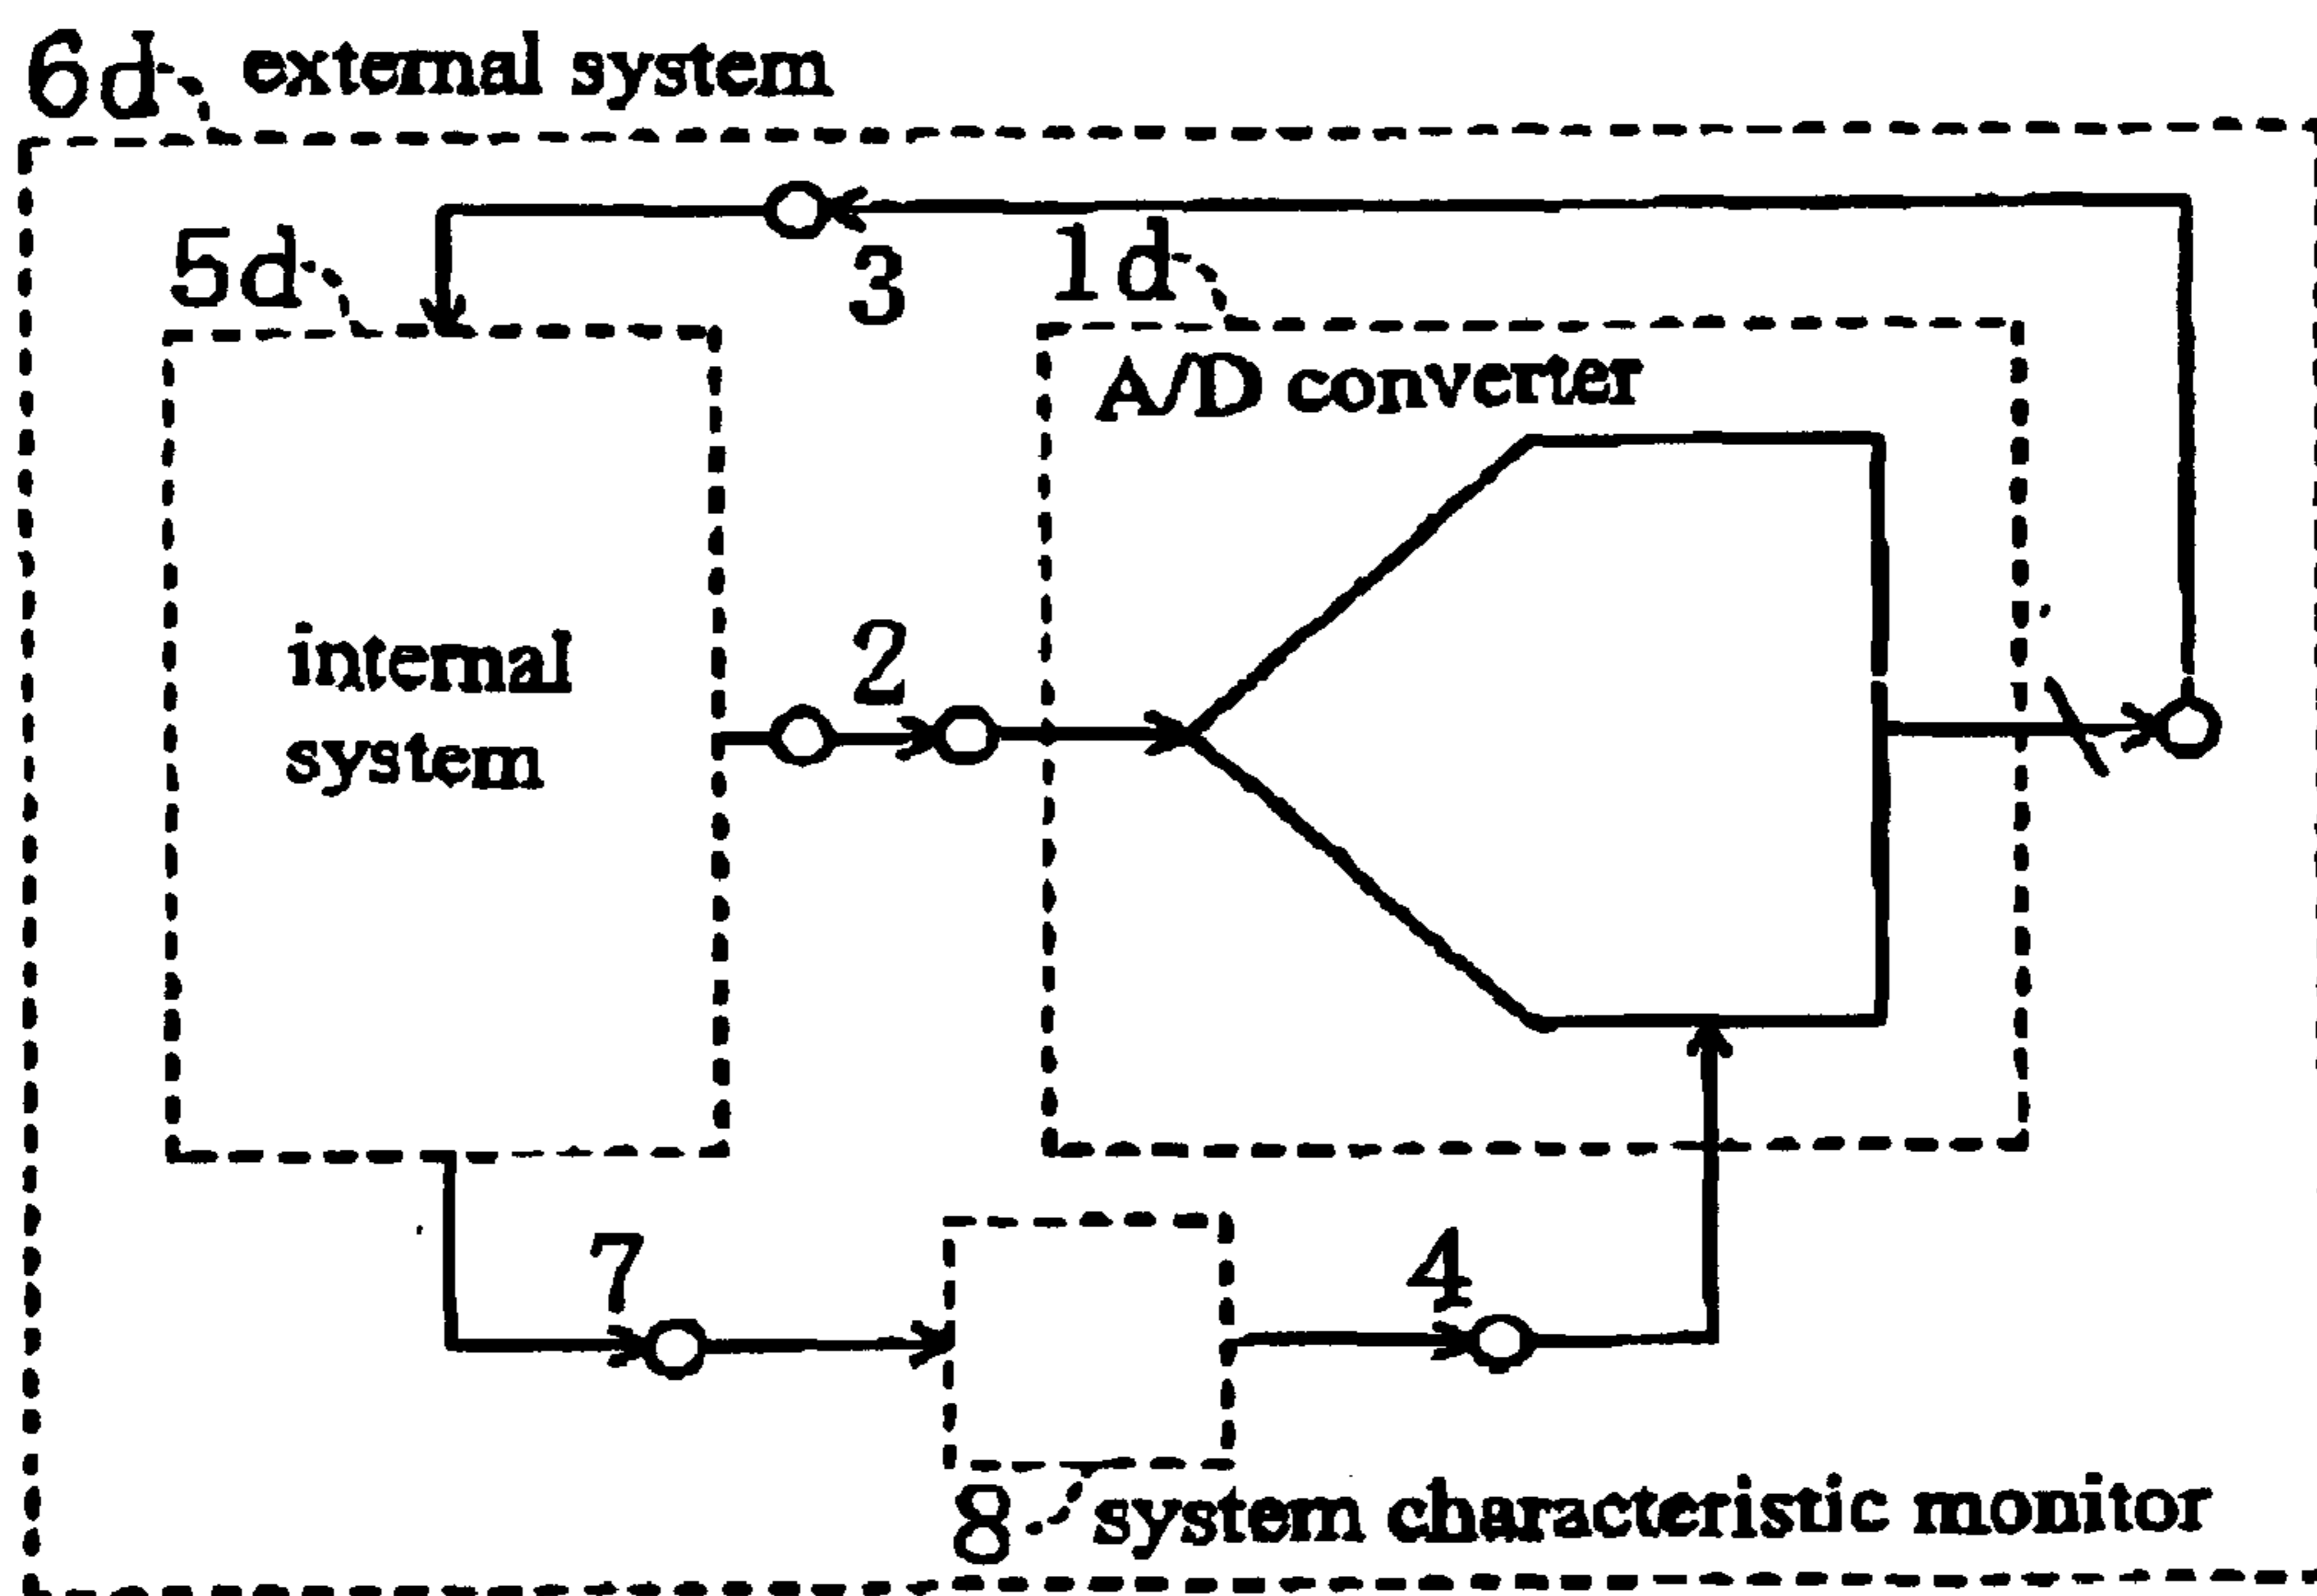 6d external system
5d
3
1d
A/D converter
internal
system
2
7
4
8 system characteristic monitor